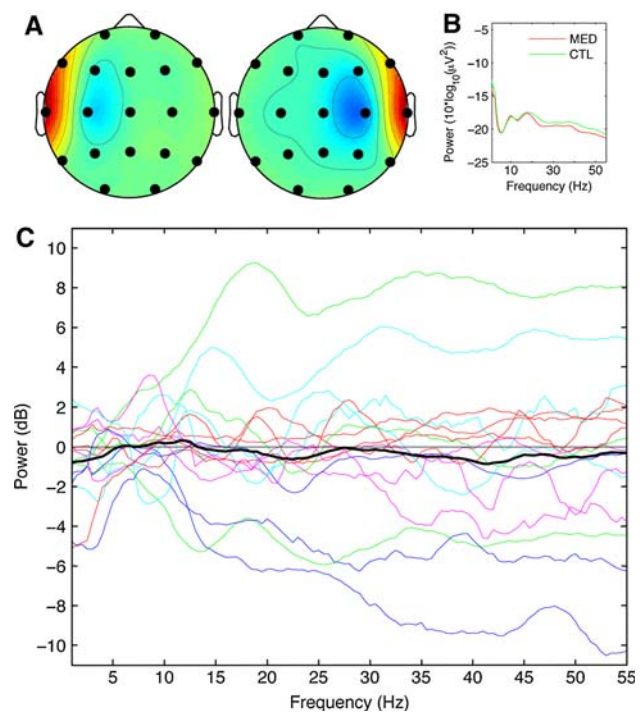 A
B
MED
CTL
Power (10*log₁₀(μV²))
−5
−10
−15
−20
−25
10 20 30 40 50
Frequency (Hz)
C
Power (dB)
10
8
6
4
2
0
−2
−4
−6
−8
−10
5 10 15 20 25 30 35 40 45 50 55
Frequency (Hz)